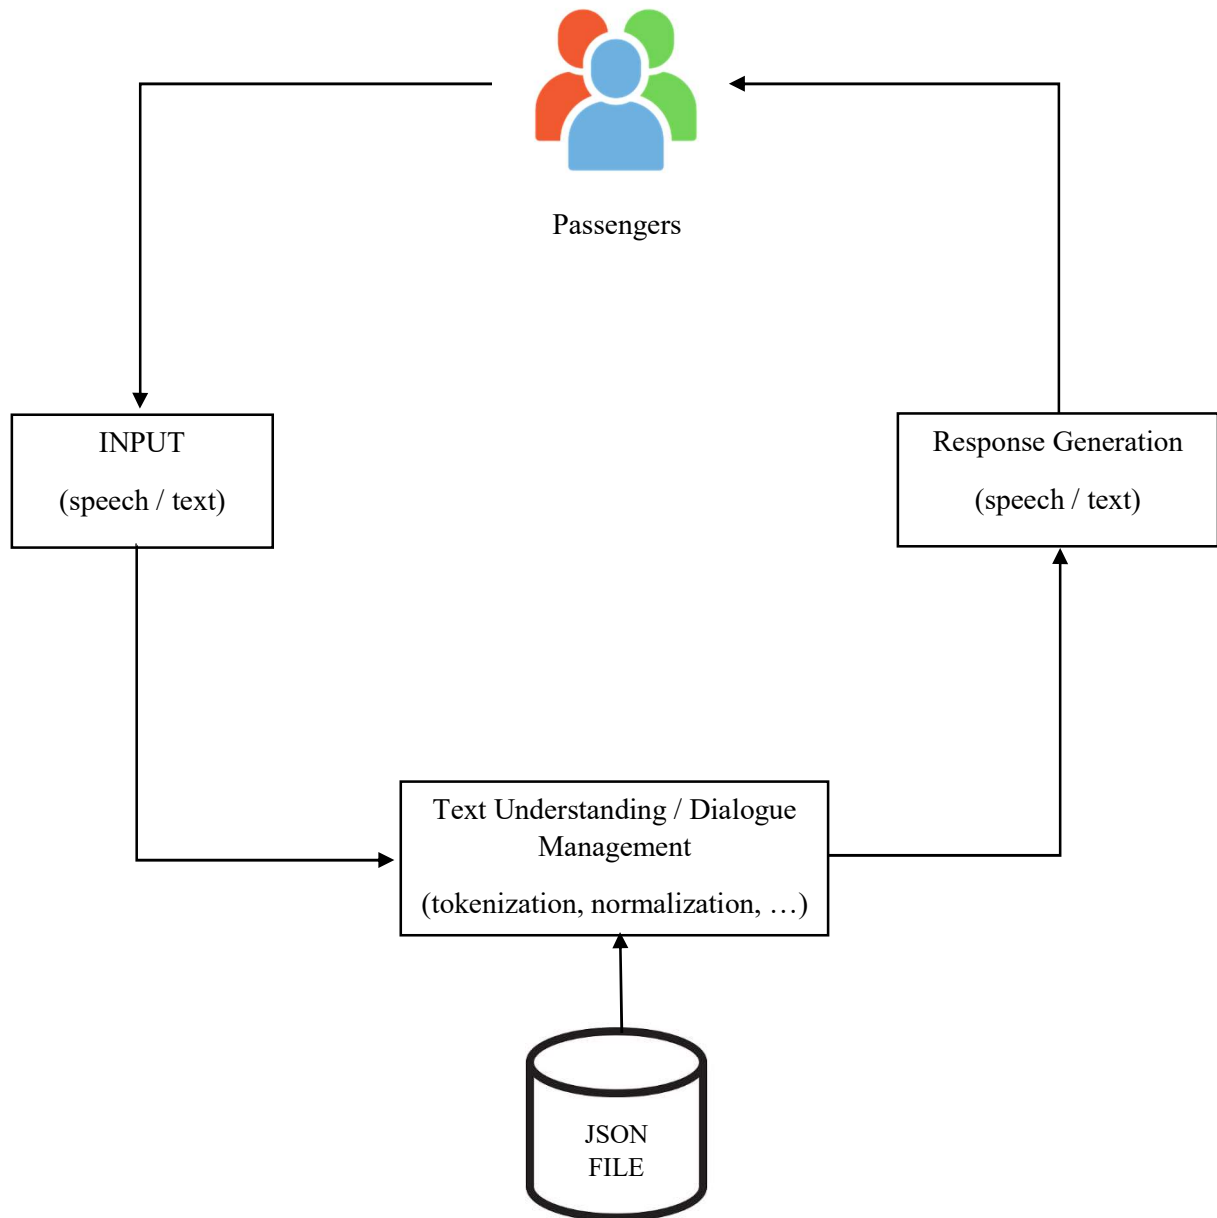 Passengers
INPUT
(speech / text)
Response Generation
(speech / text)
Text Understanding / Dialogue
Management
(tokenization, normalization, …)
JSON
FILE